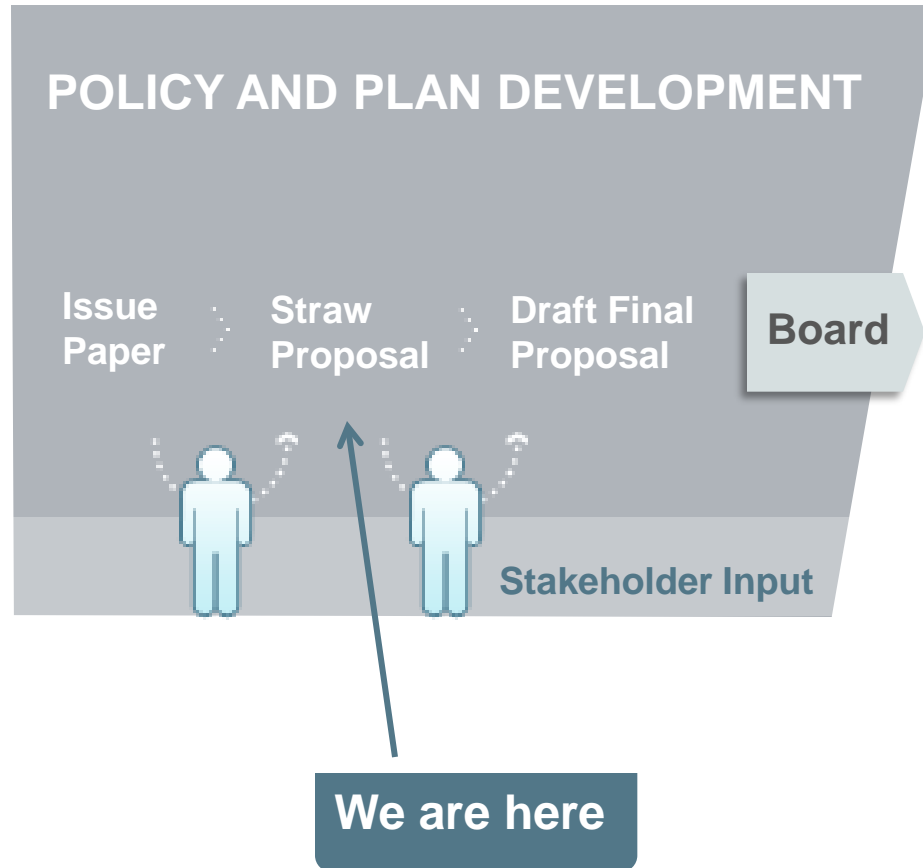 POLICY AND PLAN DEVELOPMENT
Issue
Paper
Straw
Proposal
Draft Final
Proposal
Board
Stakeholder Input
We are here